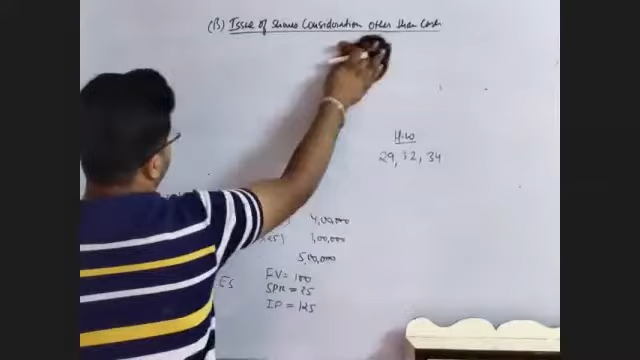 (B) Issue of Shares Consideration other than Cash
H.W
29, 32, 34
4,00,000
1,00,000
5,00,000
ES
FV = 100
SPR = 25
IP = 125